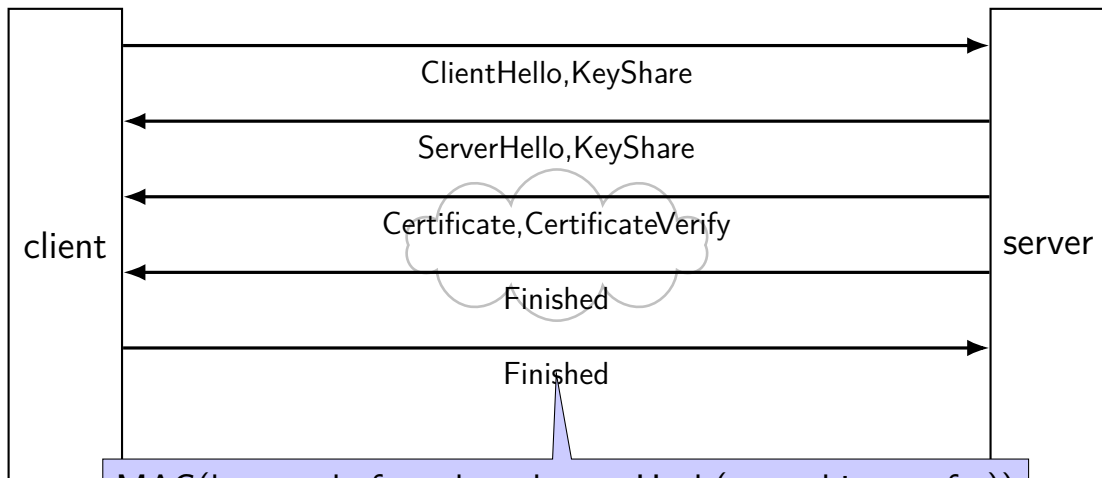 ClientHello,KeyShare
ServerHello,KeyShare
Certificate,CertificateVerify
client
server
Finished
Finished